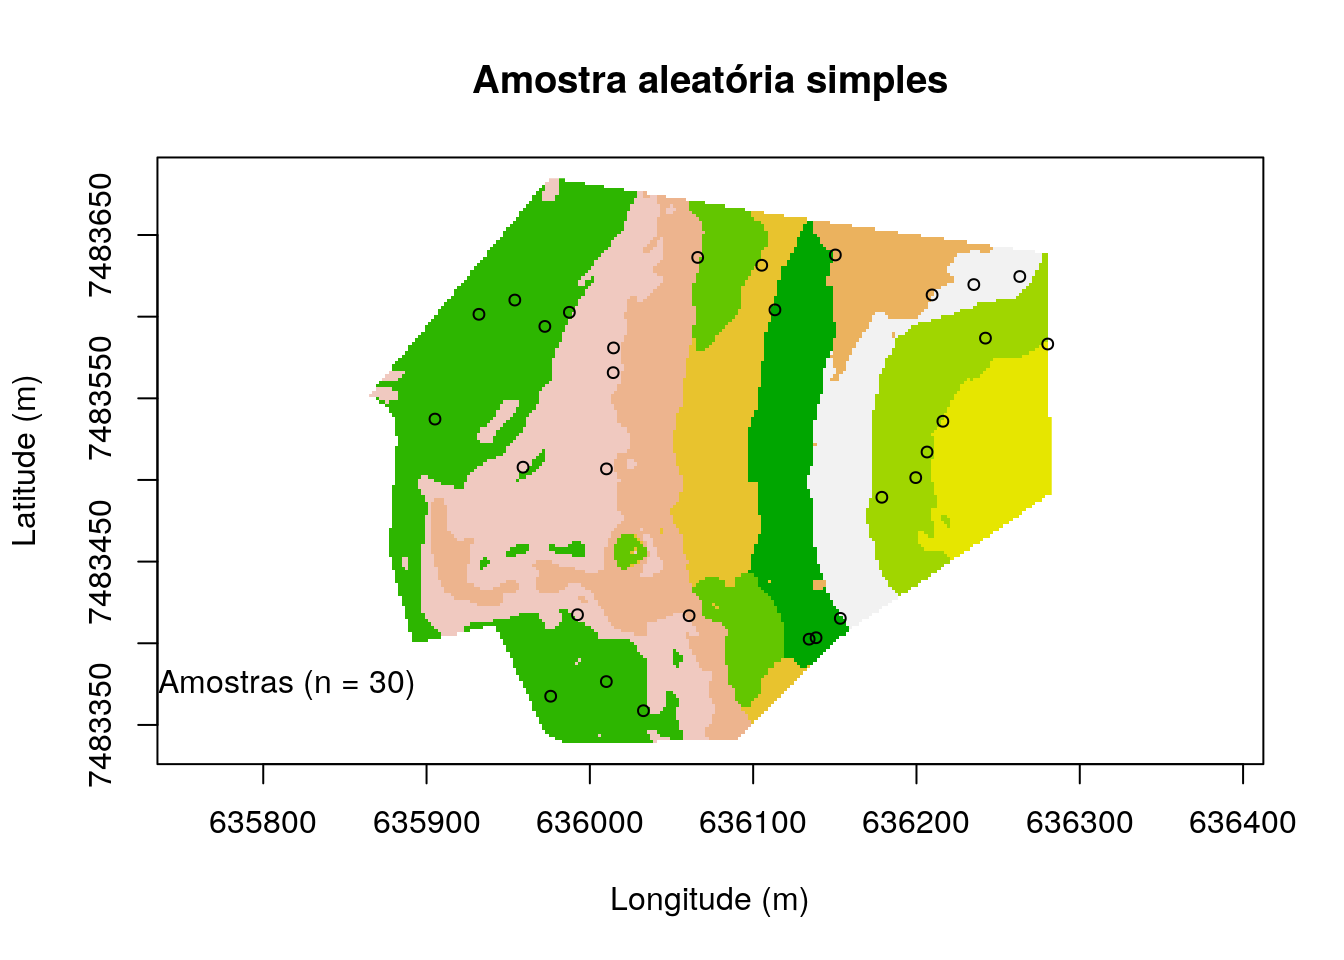 Amostra aleatória simples
Latitude (m)
7483650
7483550
7483450
7483350
Amostras (n = 30)
635800 635900 636000 636100 636200 636300 636400
Longitude (m)